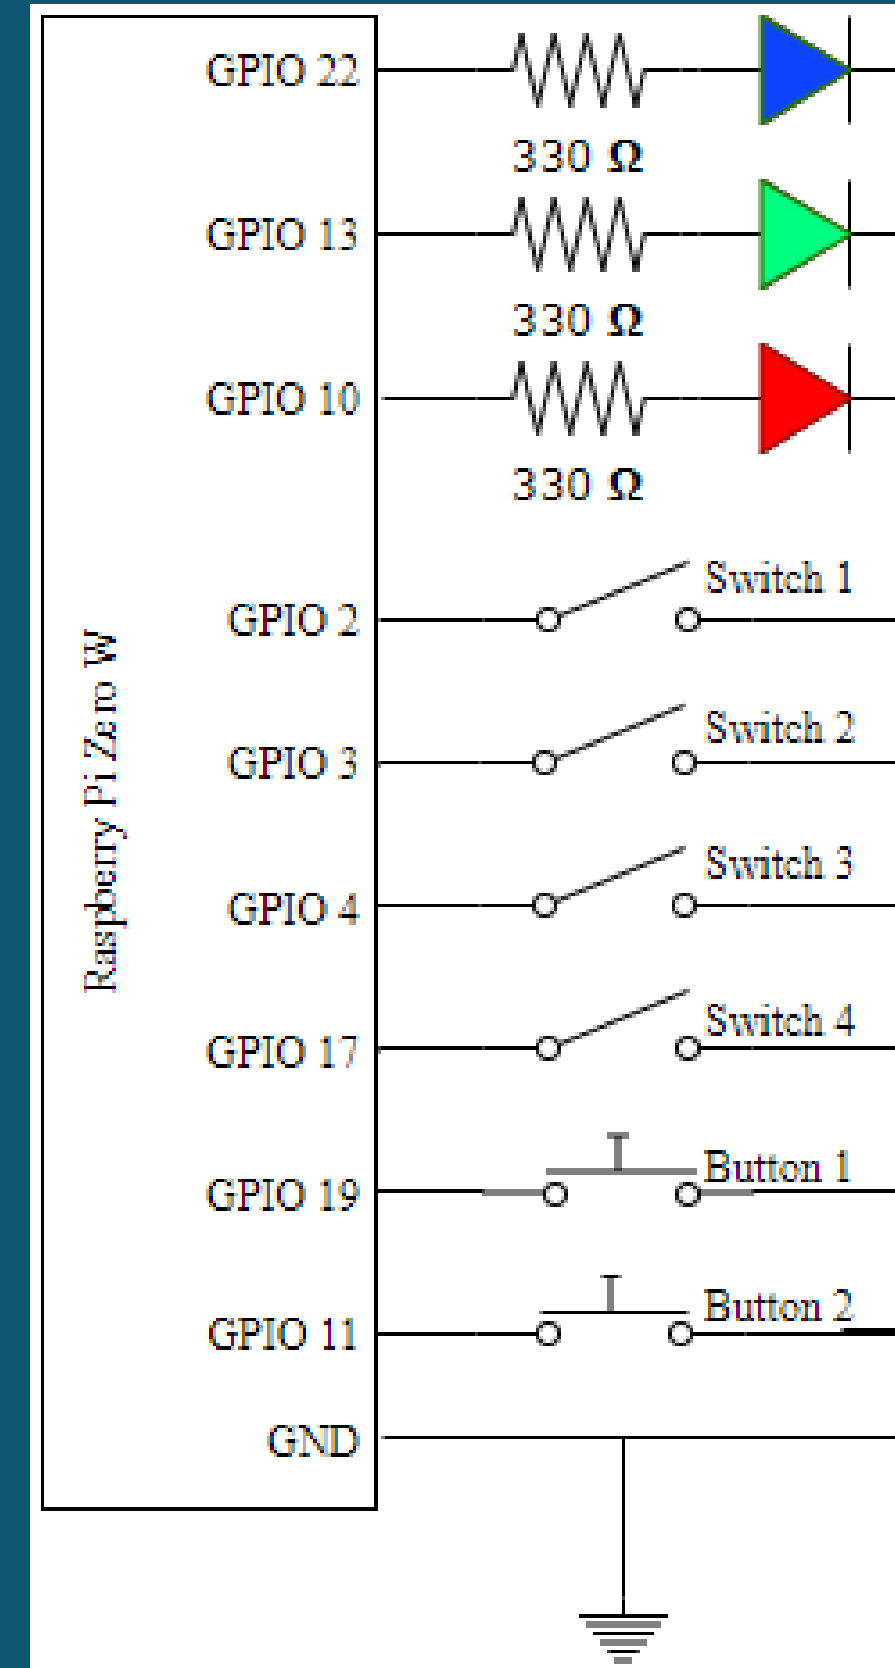 GPIO 22
330 Ω
GPIO 13
330 Ω
GPIO 10
330 Ω
Raspberry Pi Zero W
GPIO 2
Switch 1
GPIO 3
Switch 2
GPIO 4
Switch 3
GPIO 17
Switch 4
GPIO 19
Button 1
GPIO 11
Button 2
GND